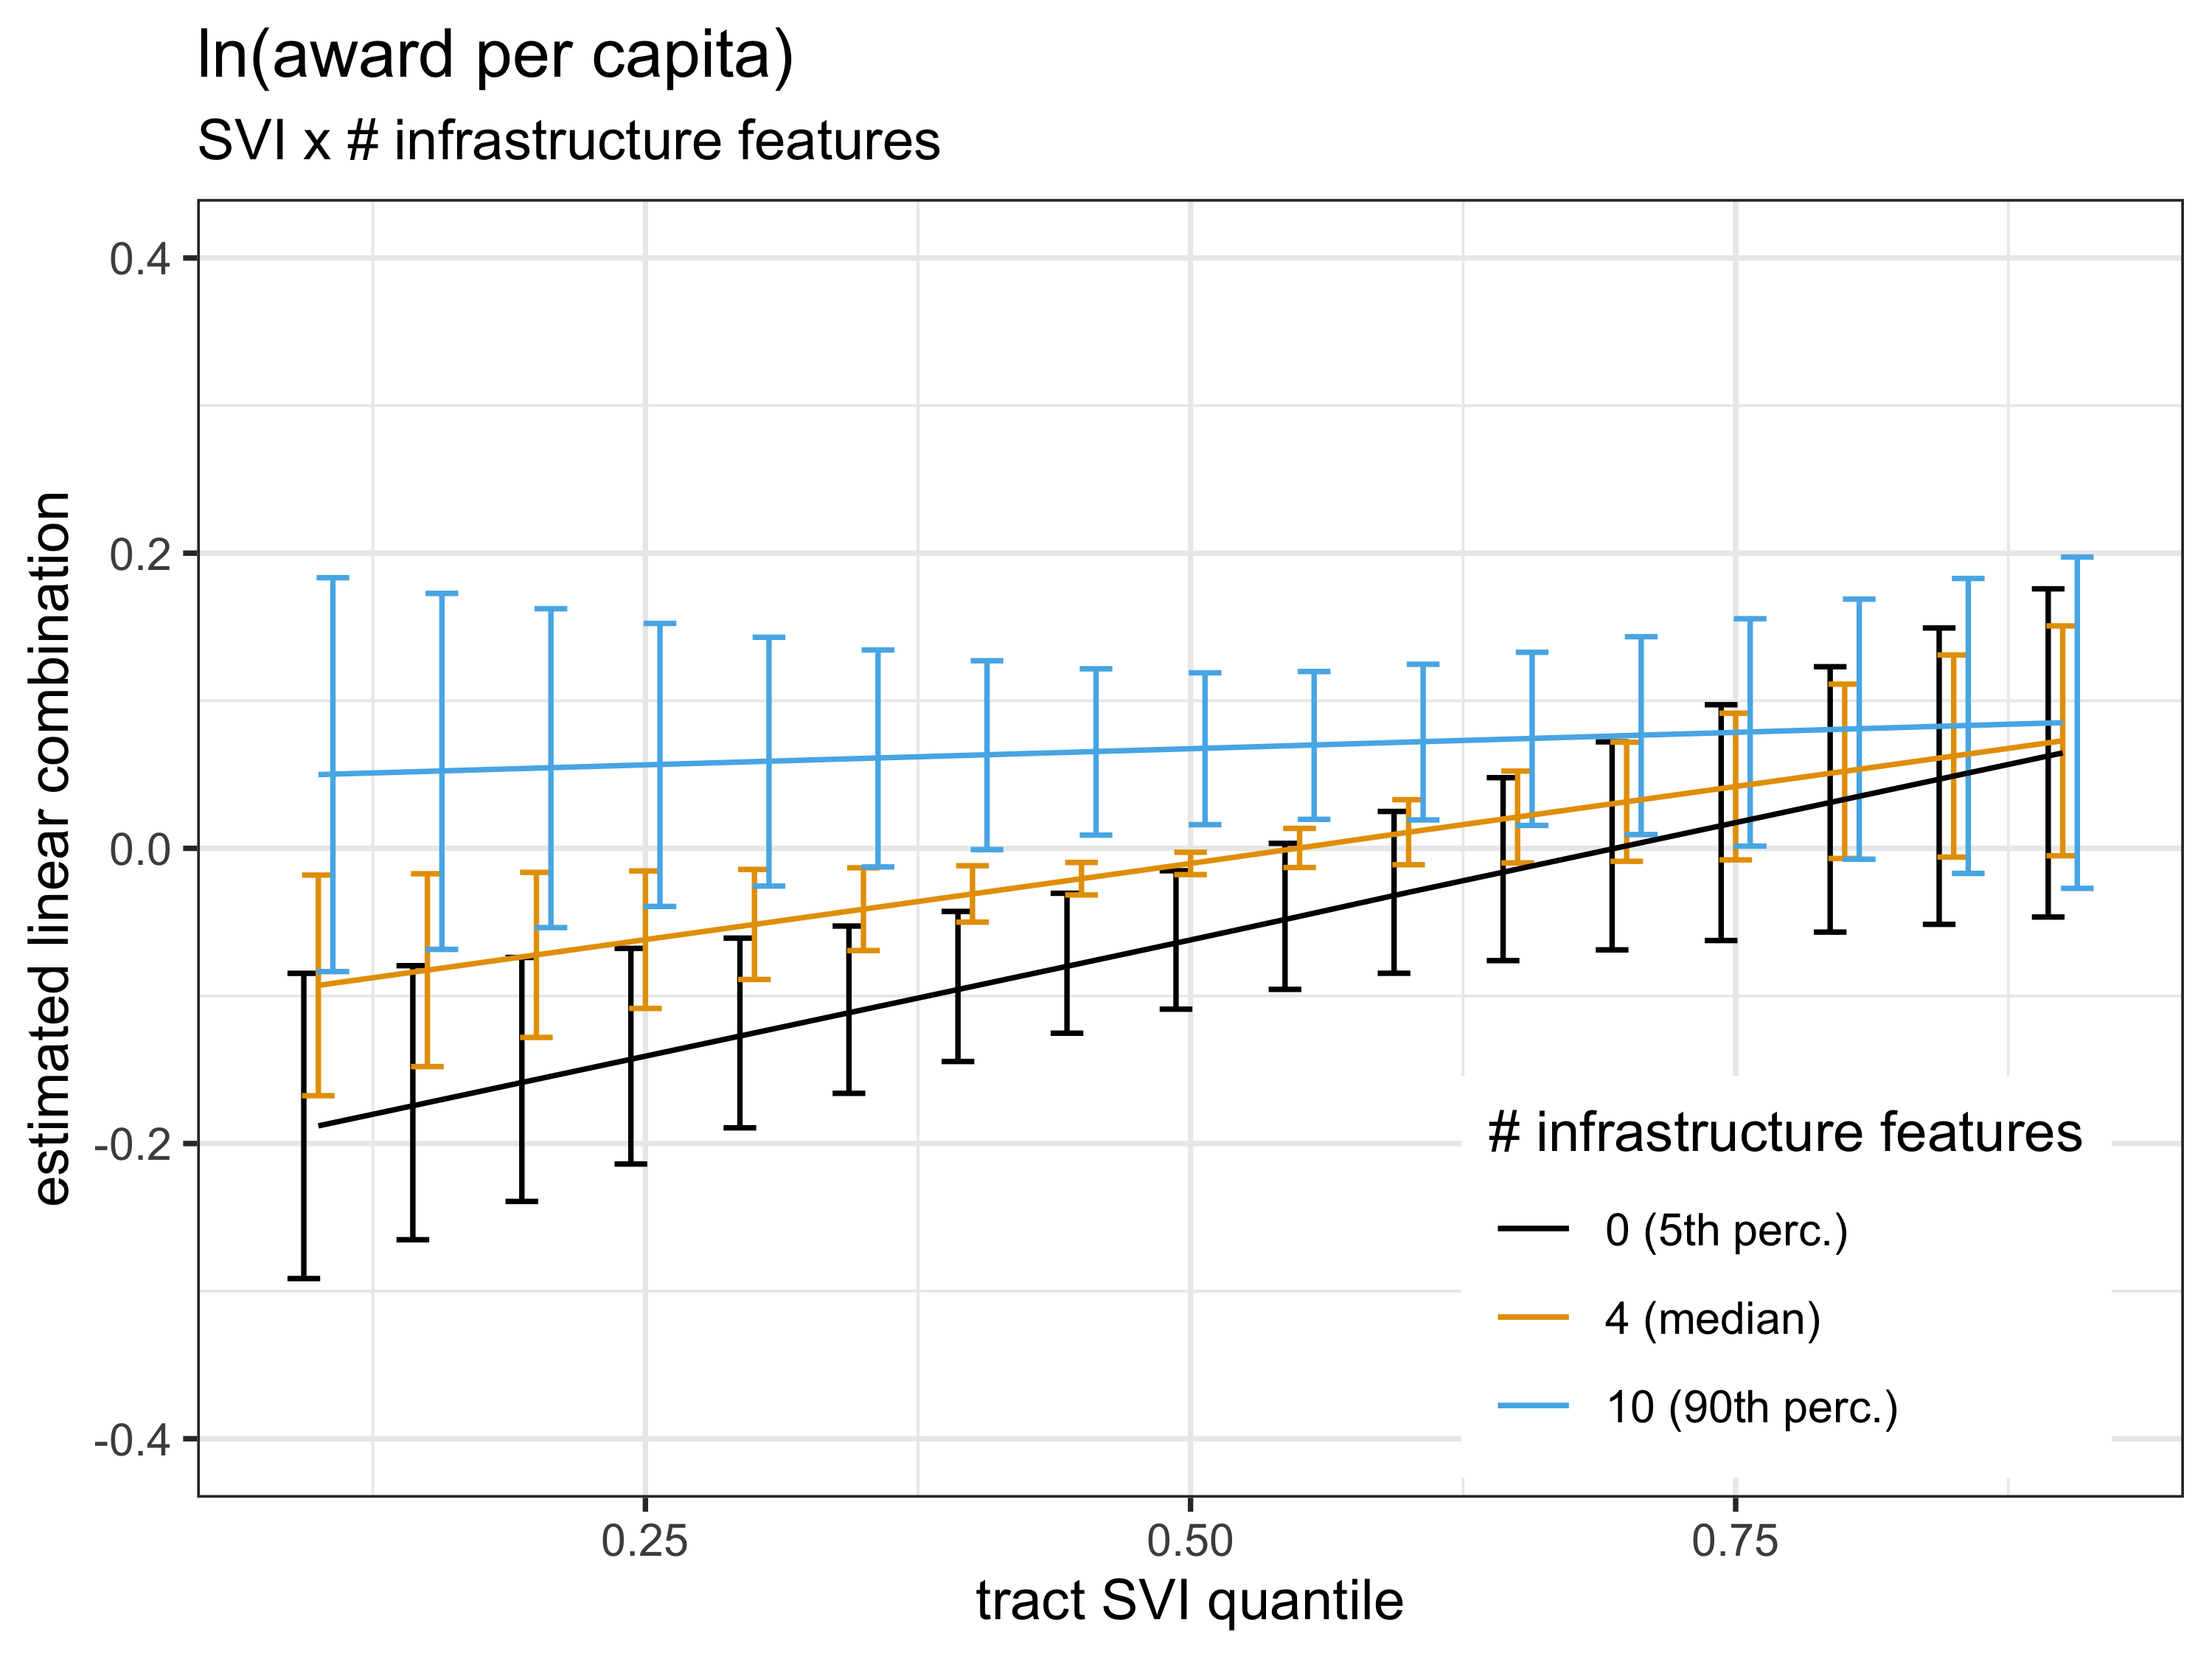 ln(award per capita)
SVI x # infrastructure features
estimated linear combination
0.4
0.2
0.0
-0.2
-0.4
# infrastructure features
0 (5th perc.)
4 (median)
10 (90th perc.)
0.25 0.50 0.75
tract SVI quantile